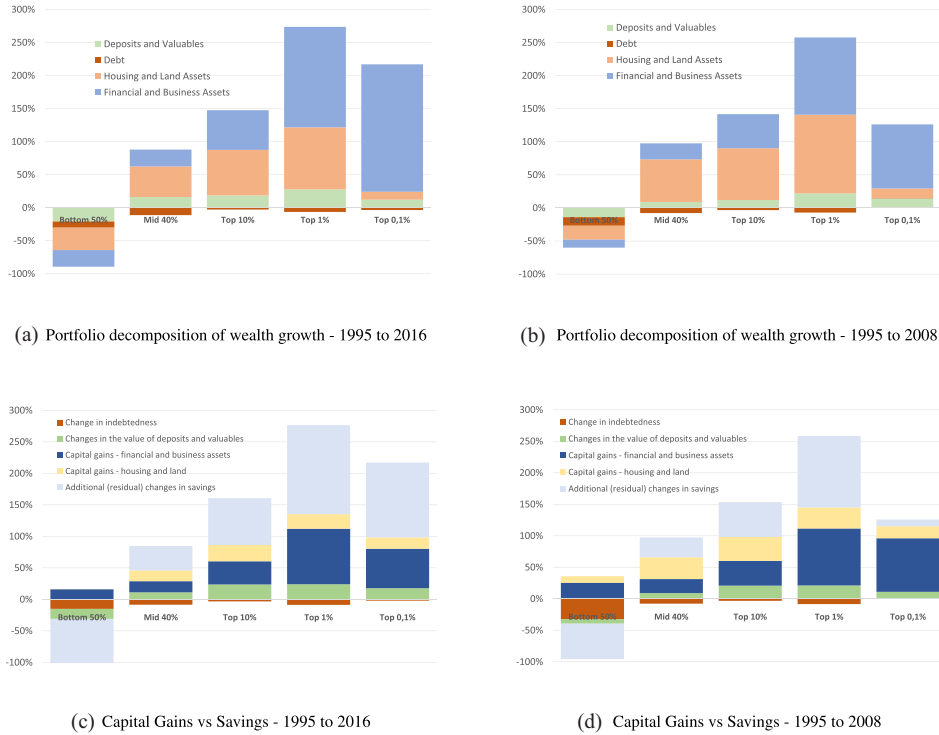 300%
250%
200%
150%
100%
50%
0%
-50%
-100%
Deposits and Valuables
Debt
Housing and Land Assets
Financial and Business Assets
Bottom 50% Mid 40% Top 10% Top 1% Top 0,1%
(a) Portfolio decomposition of wealth growth - 1995 to 2016
300%
250%
200%
150%
100%
50%
0%
-50%
-100%
Deposits and Valuables
Debt
Housing and Land Assets
Financial and Business Assets
Bottom 50% Mid 40% Top 10% Top 1% Top 0,1%
(b) Portfolio decomposition of wealth growth - 1995 to 2008
300%
250%
200%
150%
100%
50%
0%
-50%
-100%
Change in indebtedness
Changes in the value of deposits and valuables
Capital gains - financial and business assets
Capital gains - housing and land
Additional (residual) changes in savings
Bottom 50% Mid 40% Top 10% Top 1% Top 0,1%
(c) Capital Gains vs Savings - 1995 to 2016
300%
250%
200%
150%
100%
50%
0%
-50%
-100%
Change in indebtedness
Changes in the value of deposits and valuables
Capital gains - financial and business assets
Capital gains - housing and land
Additional (residual) changes in savings
Bottom 50% Mid 40% Top 10% Top 1% Top 0,1%
(d) Capital Gains vs Savings - 1995 to 2008